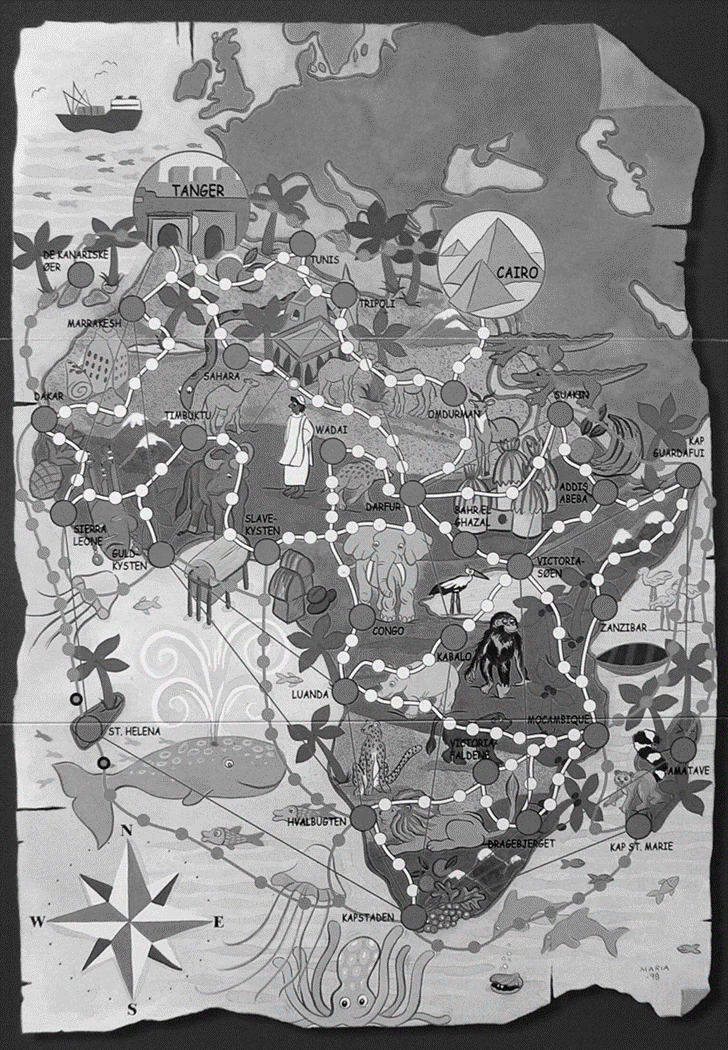 TANGER
DE KANARISKE
ØER
TUNIS
CAIRO
TRIPOLI
MARRAKESH
SAHARA
DAKAR
TIMBUKTU
OMDURMAN
SUAKIN
WADAI
KAP
GUARDAFUI
DARFUR
ADDIS
ABEBA
BAHR EL
GHAZAL
SIERRA
LEONE
SLAVE-
KYSTEN
GULD-
KYSTEN
VICTORIA-
SØEN
CONGO
ZANZIBAR
KABALO
LUANDA
MOCAMBIQUE
ST. HELENA
VICTORIA-
FALDENE
TAMATAVE
HVALBUGTEN
DRAGEBJERGET
KAP ST. MARIE
N
W
E
S
KAPSTADEN
MARIA
-98